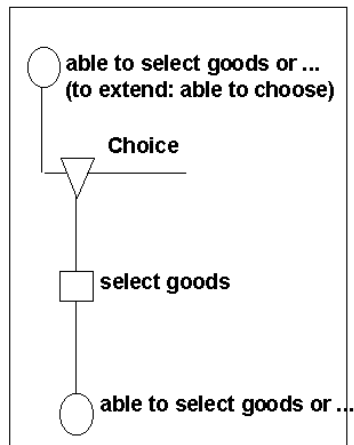 able to select goods or ...
(to extend: able to choose)
Choice
select goods
able to select goods or ...